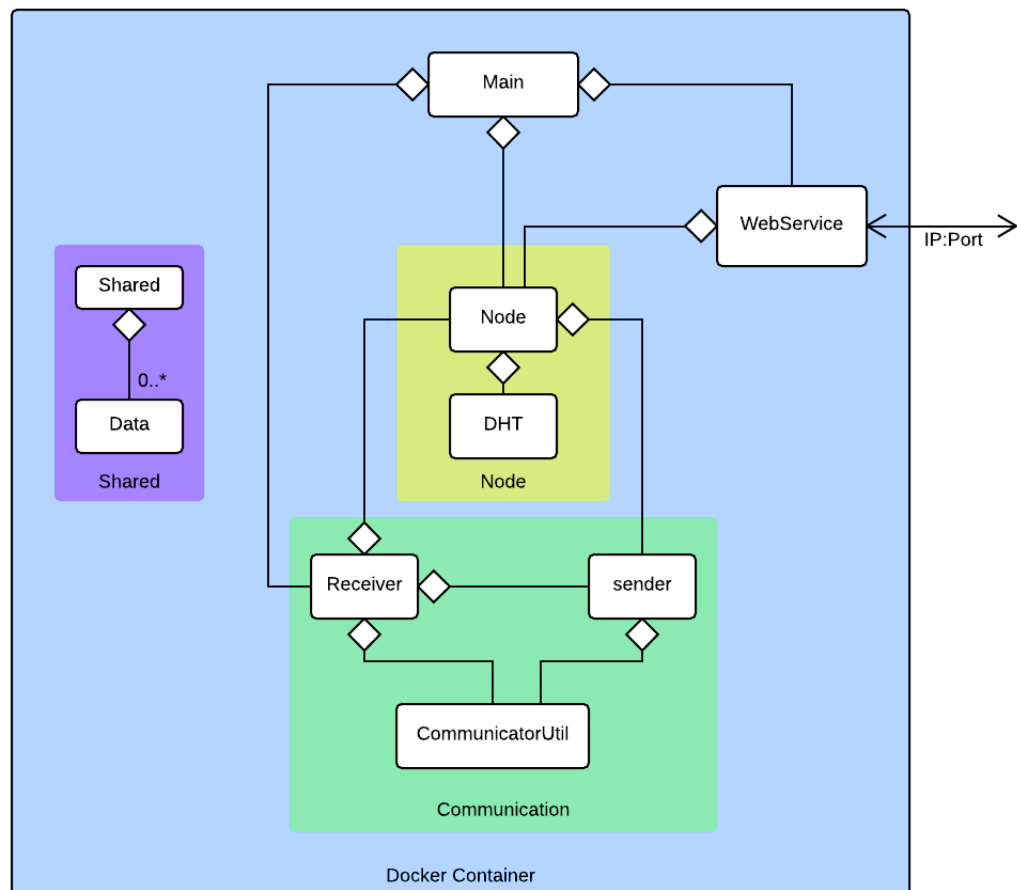 Main
WebService
IP:Port
Shared
0..*
Data
Shared
Node
DHT
Node
Receiver
sender
CommunicatorUtil
Communication
Docker Container